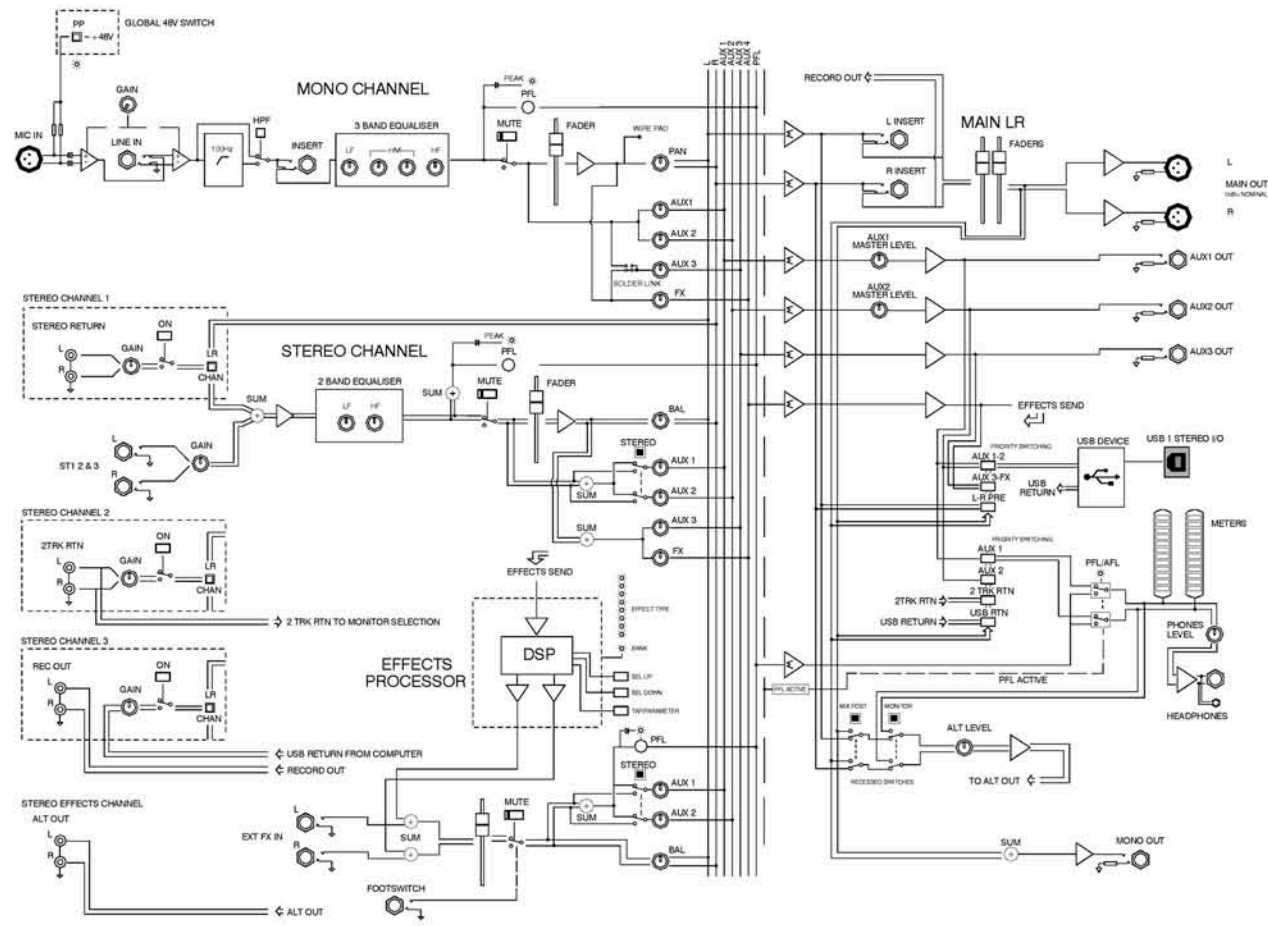 GLOBAL 48V SWITCH
PP
+48V
GAIN
MIC IN
LINE IN
100Hz
HPF
INSERT
MONO CHANNEL
3 BAND EQUALISER
LF
HM
HF
PEAK
PFL
MUTE
FADER
WIRE PAD
PAN
AUX1
AUX 2
AUX 3
SOLDER LINK
FX
L
R
AUX 1
AUX 2
AUX 3
AUX 4
PFL
RECORD OUT
L INSERT
R INSERT
MAIN LR
FADERS
L
MAIN OUT
0dBu NOMINAL
R
AUX1
MASTER LEVEL
AUX1 OUT
AUX2
MASTER LEVEL
AUX2 OUT
AUX3 OUT
EFFECTS SEND
STEREO CHANNEL 1
STEREO RETURN
L
R
GAIN
ON
LR
CHAN
STEREO CHANNEL
SUM
2 BAND EQUALISER
LF
HF
SUM
PEAK
PFL
MUTE
FADER
BAL
STEREO
AUX 1
AUX 2
SUM
AUX 3
SUM
FX
L
R
ST1 2 & 3
GAIN
PRIORITY SWITCHING
AUX 1-2
AUX 3-FX
L-R PRE
USB RETURN
USB DEVICE
USB 1 STEREO I/O
METERS
STEREO CHANNEL 2
2TRK RTN
L
R
GAIN
ON
LR
CHAN
2 TRK RTN TO MONITOR SELECTION
PRIORITY SWITCHING
AUX 1
AUX 2
2TRK RTN
2 TRK RTN
USB RETURN
USB RTN
PFL/AFL
PHONES
LEVEL
HEADPHONES
PFL ACTIVE
PFL ACTIVE
STEREO CHANNEL 3
REC OUT
L
R
GAIN
ON
LR
CHAN
USB RETURN FROM COMPUTER
RECORD OUT
EFFECTS SEND
EFFECTS
PROCESSOR
DSP
EFFECT TYPE
BANK
SEL UP
SEL DOWN
TAP/PARAMETER
MIX POST
MONITOR
RECESSED SWITCHES
ALT LEVEL
TO ALT OUT
STEREO EFFECTS CHANNEL
ALT OUT
L
R
ALT OUT
EXT FX IN
L
R
SUM
MUTE
FOOTSWITCH
PFL
STEREO
AUX 1
AUX 2
SUM
BAL
SUM
MONO OUT